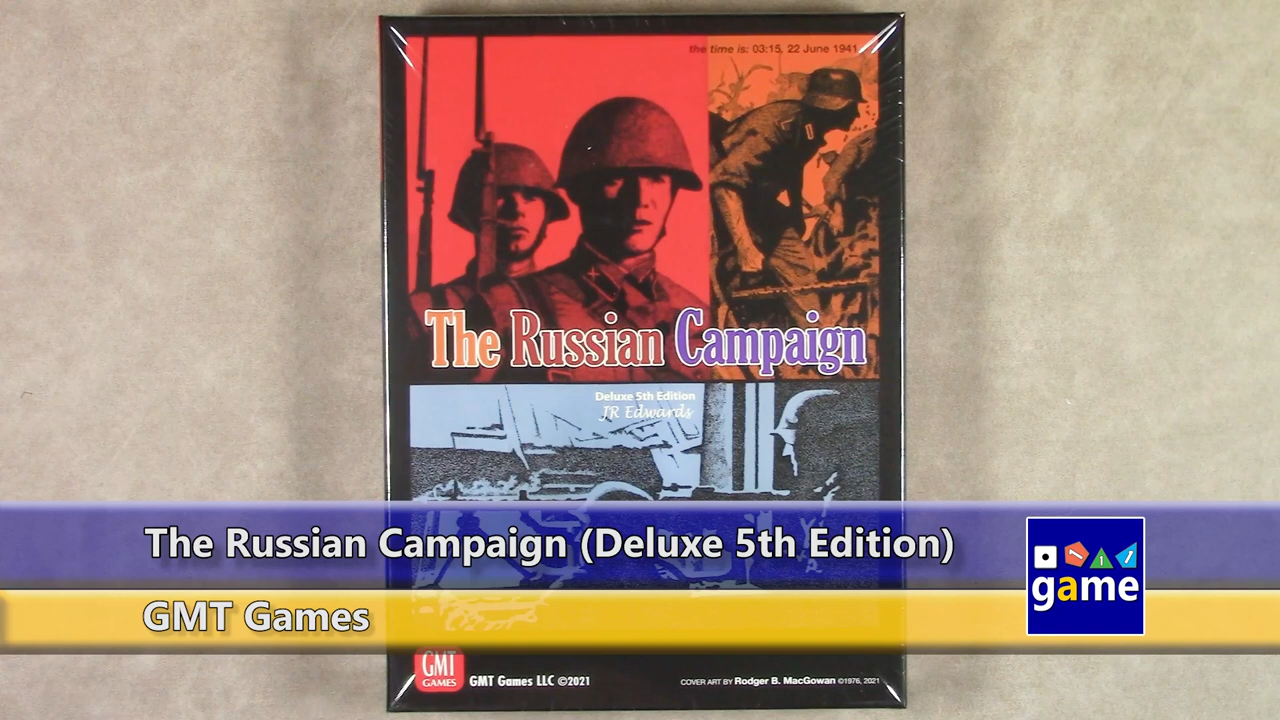 the time is: 03:15, 22 June 1941
The Russian Campaign
Deluxe 5th Edition
JR Edwards
The Russian Campaign (Deluxe 5th Edition)
GMT Games
1
game
GMT
GAMES
GMT Games LLC ©2021
COVER ART BY Rodger B. MacGowan ©1976, 2021